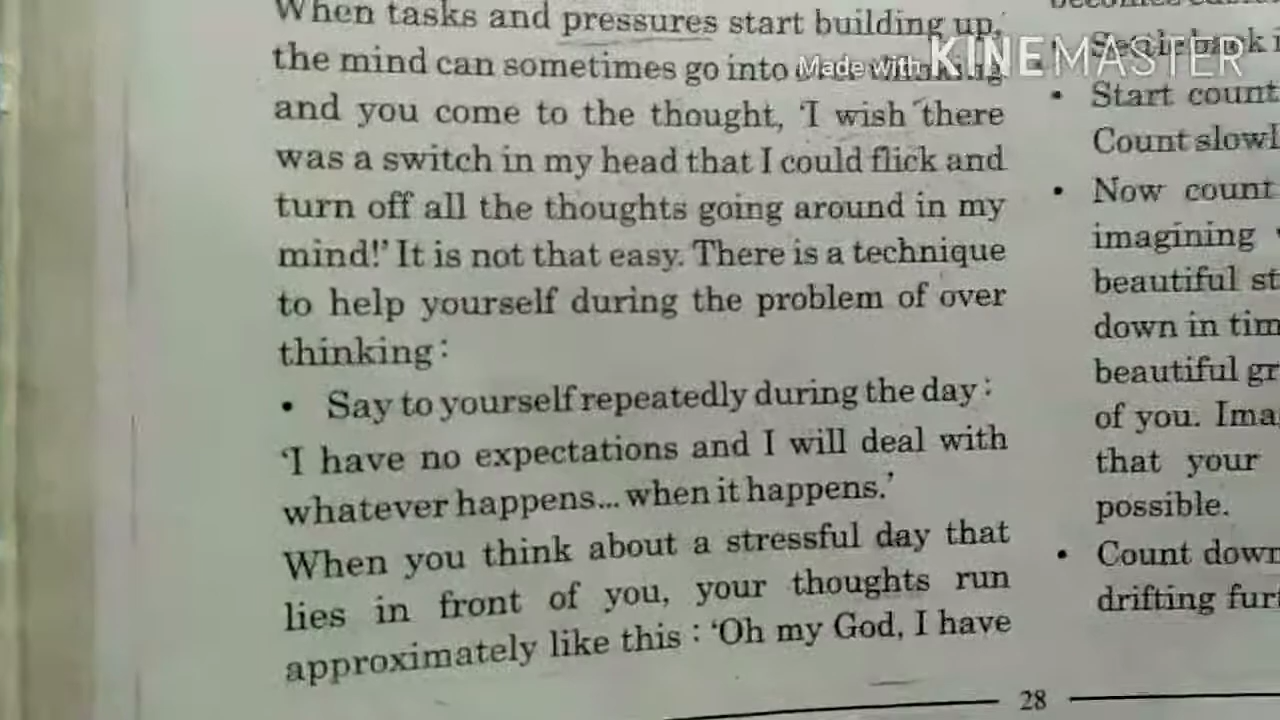 When tasks and pressures start building up,
the mind can sometimes go into
and you come to the thought, 'I wish there
was a switch in my head that I could flick and
turn off all the thoughts going around in my
mind!' It is not that easy. There is a technique
to help yourself during the problem of over
thinking :
• Say to yourself repeatedly during the day :
'I have no expectations and I will deal with
whatever happens... when it happens.'
When you think about a stressful day that
lies in front of you, your thoughts run
approximately like this : 'Oh my God, I have
• Start count
Count slowl
• Now count
imagining
beautiful st
down in tim
beautiful gr
of you. Ima
that your
possible.
• Count down
drifting fur
28
Made with KINEMASTER